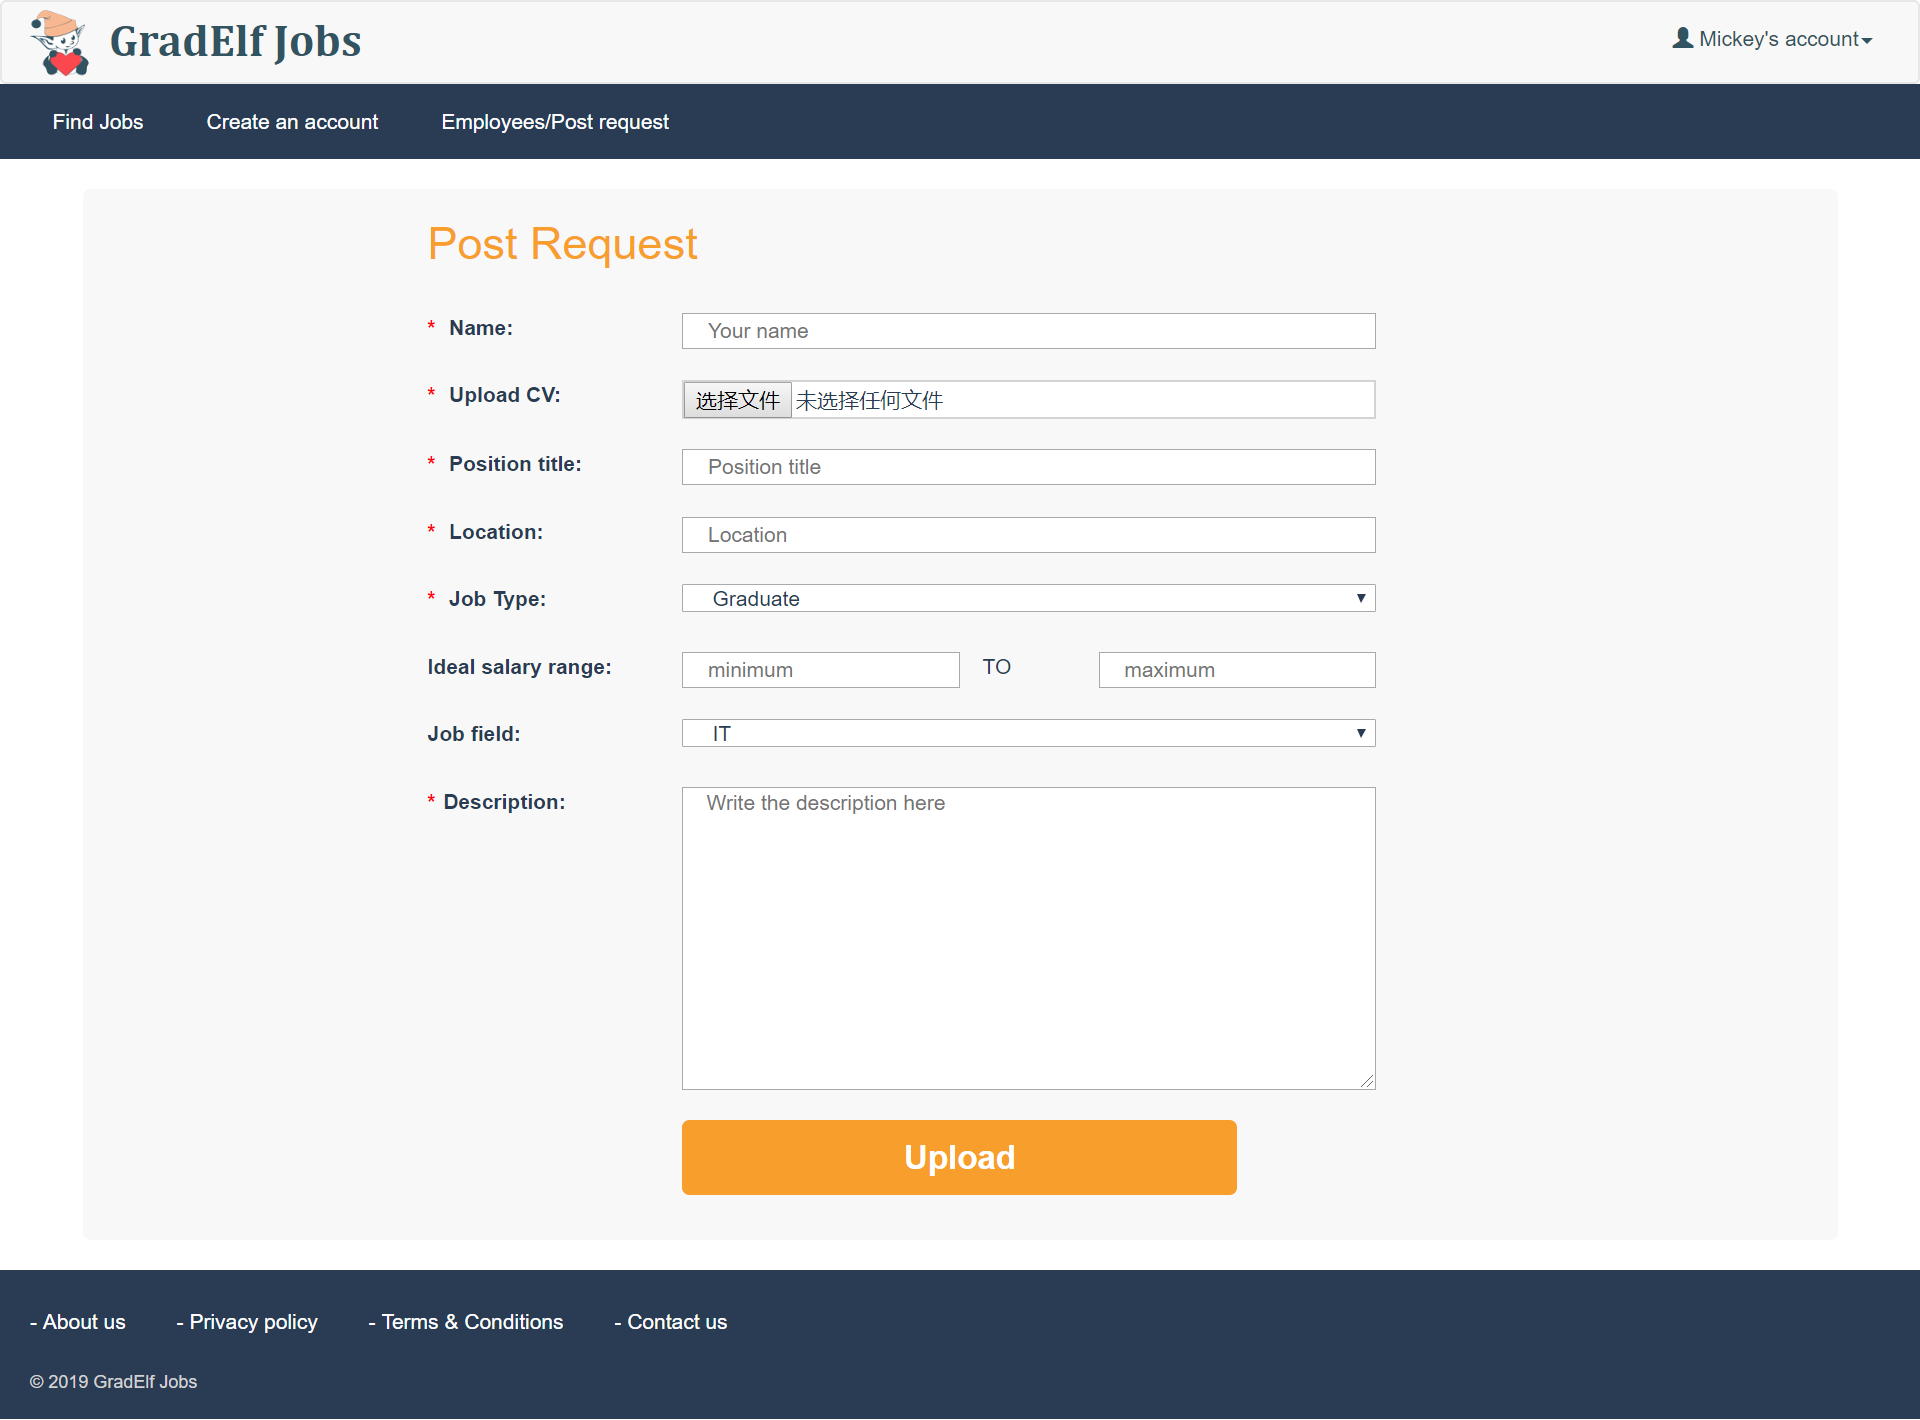 GradElf Jobs
Mickey's account
Find Jobs
Create an account
Employees/Post request
Post Request
* Name:
Your name
* Upload CV:
选择文件 未选择任何文件
* Position title:
Position title
* Location:
Location
* Job Type:
Graduate
Ideal salary range:
minimum
TO
maximum
Job field:
IT
* Description:
Write the description here
Upload
- About us
- Privacy policy
- Terms & Conditions
- Contact us
© 2019 GradElf Jobs